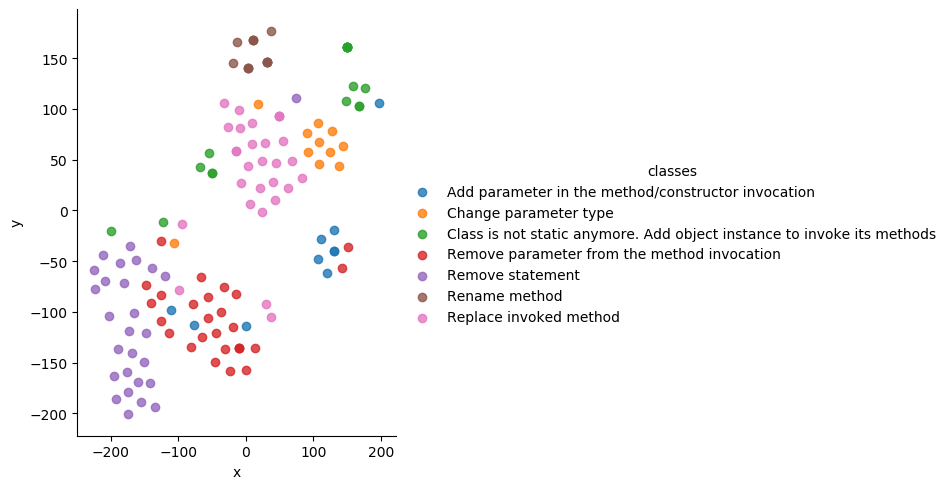 150
100
50
0
−50
−100
−150
−200
y
−200
−100
0
100
200
x
classes
Add parameter in the method/constructor invocation
Change parameter type
Class is not static anymore. Add object instance to invoke its methods
Remove parameter from the method invocation
Remove statement
Rename method
Replace invoked method